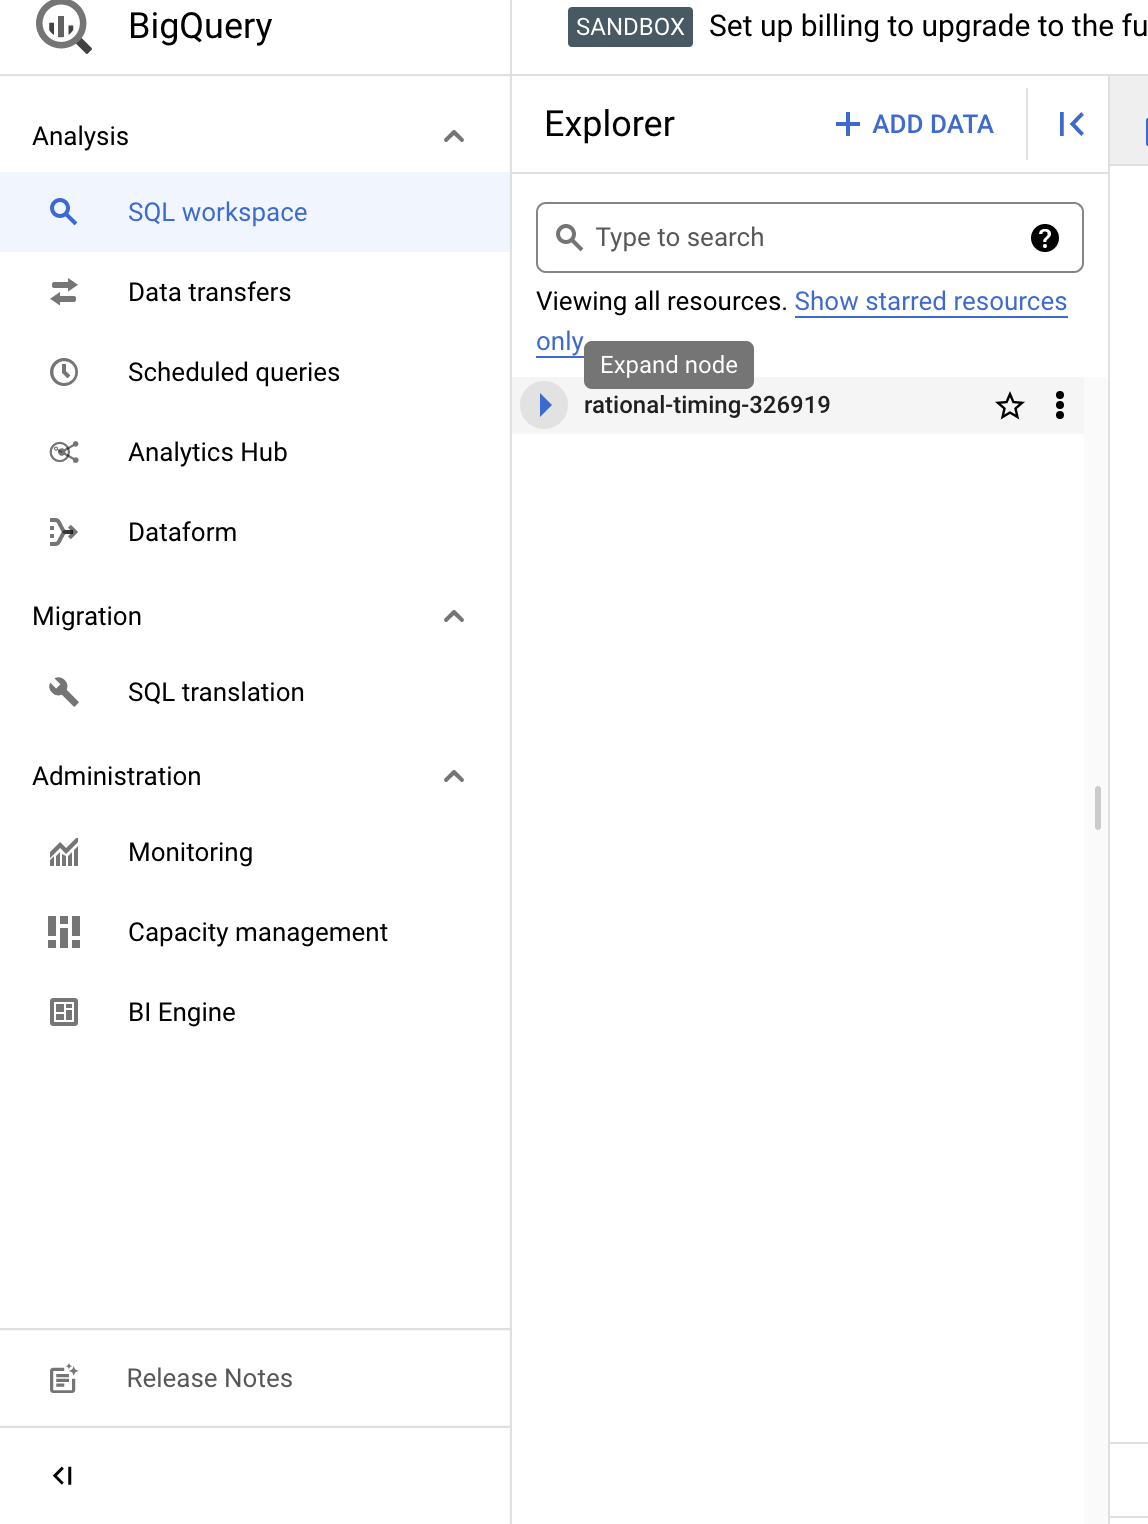 BigQuery
SANDBOX Set up billing to upgrade to the fu
Analysis
SQL workspace
Data transfers
Scheduled queries
Analytics Hub
Dataform
Migration
SQL translation
Administration
Monitoring
Capacity management
BI Engine
Release Notes
Explorer
ADD DATA
Type to search
Viewing all resources. Show starred resources
only.
Expand node
rational-timing-326919